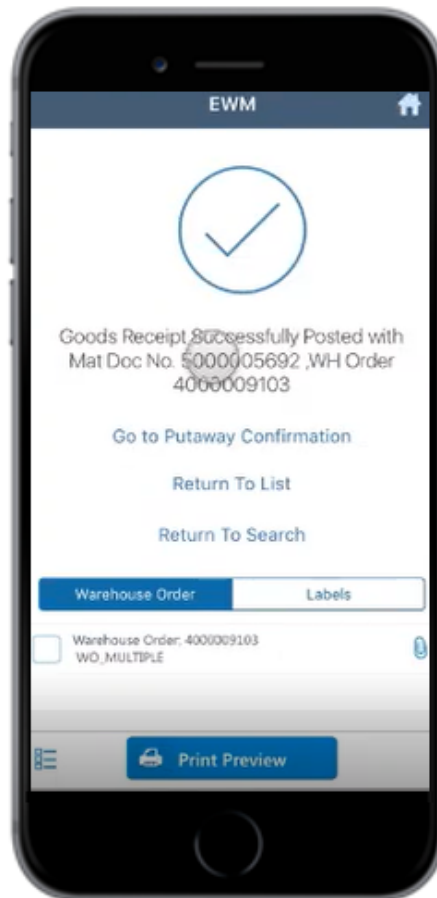 EWM
Goods Receipt Successfully Posted with
Mat Doc No. 5000005692 ,WH Order
4000009103
Go to Putaway Confirmation
Return To List
Return To Search
Warehouse Order Labels
Warehouse Order: 4000009103
WO_MULTIPLE
Print Preview